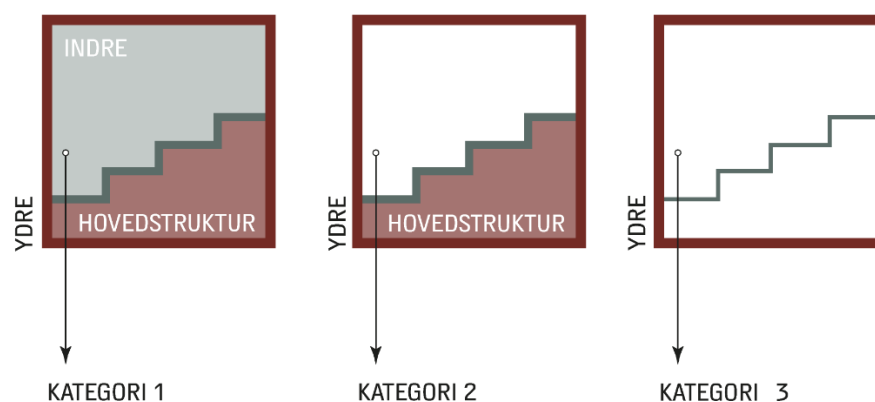 INDRE
YDRE
HOVEDSTRUKTUR
KATEGORI 1
YDRE
HOVEDSTRUKTUR
KATEGORI 2
YDRE
KATEGORI 3